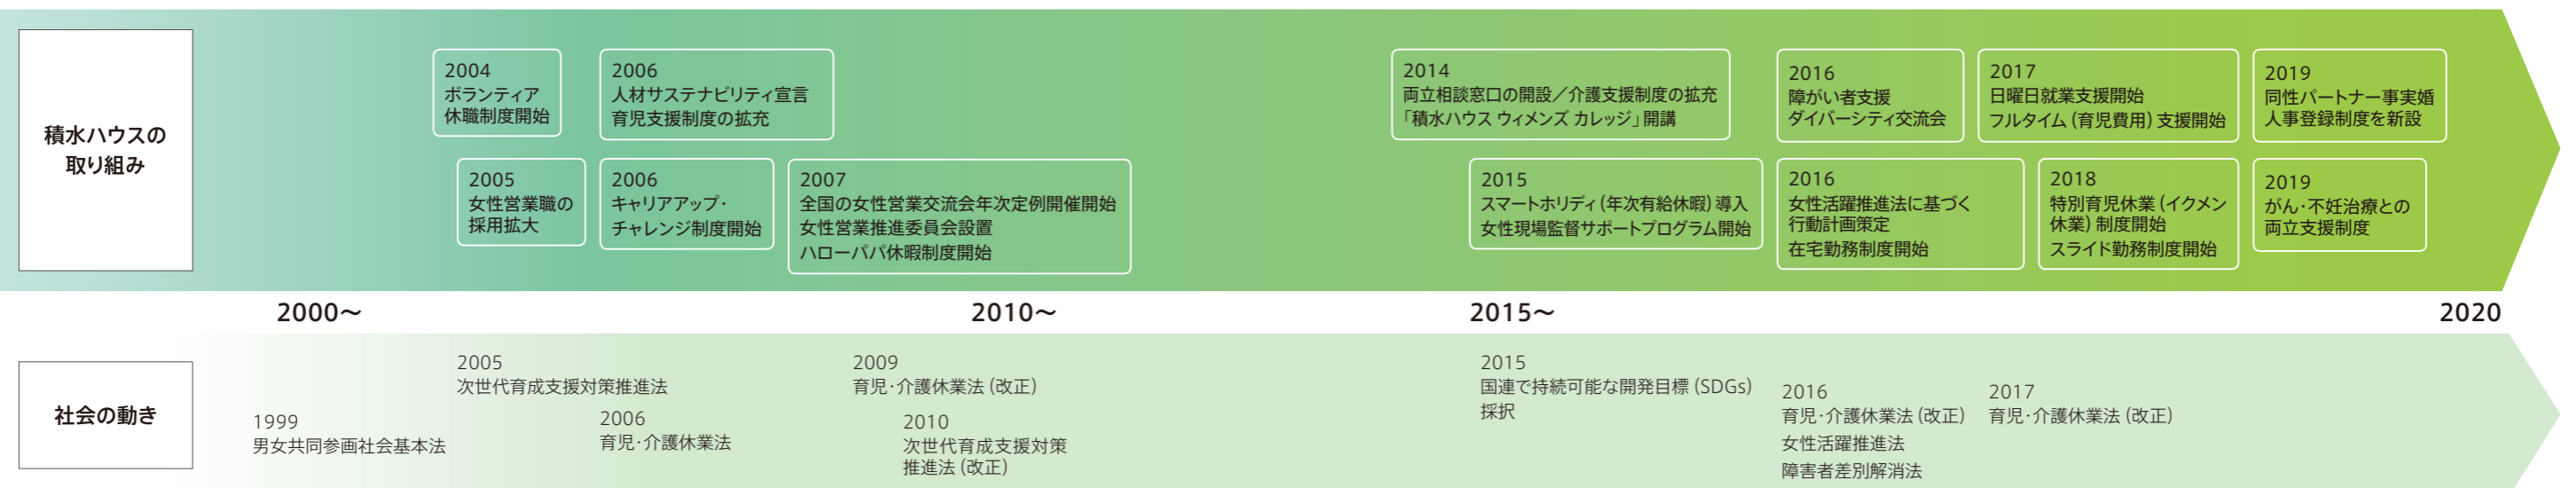 積水ハウスの
取り組み
2004
ボランティア
休職制度開始
2006
人材サステナビリティ宣言
育児支援制度の拡充
2014
両立相談窓口の開設／介護支援制度の拡充
「積水ハウス ウィメンズ カレッジ」開講
2016
障がい者支援
ダイバーシティ交流会
2017
日曜日就業支援開始
フルタイム（育児費用）支援開始
2019
同性パートナー事実婚
人事登録制度を新設
2005
女性営業職の
採用拡大
2006
キャリアアップ・
チャレンジ制度開始
2007
全国の女性営業交流会年次定例開催開始
女性営業推進委員会設置
ハローパパ休暇制度開始
2015
スマートホリディ（年次有給休暇）導入
女性現場監督サポートプログラム開始
2016
女性活躍推進法に基づく
行動計画策定
在宅勤務制度開始
2018
特別育児休業（イクメン
休業）制度開始
スライド勤務制度開始
2019
がん・不妊治療との
両立支援制度
2000～
2010～
2015～
2020
社会の動き
1999
男女共同参画社会基本法
2005
次世代育成支援対策推進法
2006
育児・介護休業法
2009
育児・介護休業法（改正）
2010
次世代育成支援対策
推進法（改正）
2015
国連で持続可能な開発目標（SDGs）
採択
2016
育児・介護休業法（改正）
女性活躍推進法
障害者差別解消法
2017
育児・介護休業法（改正）